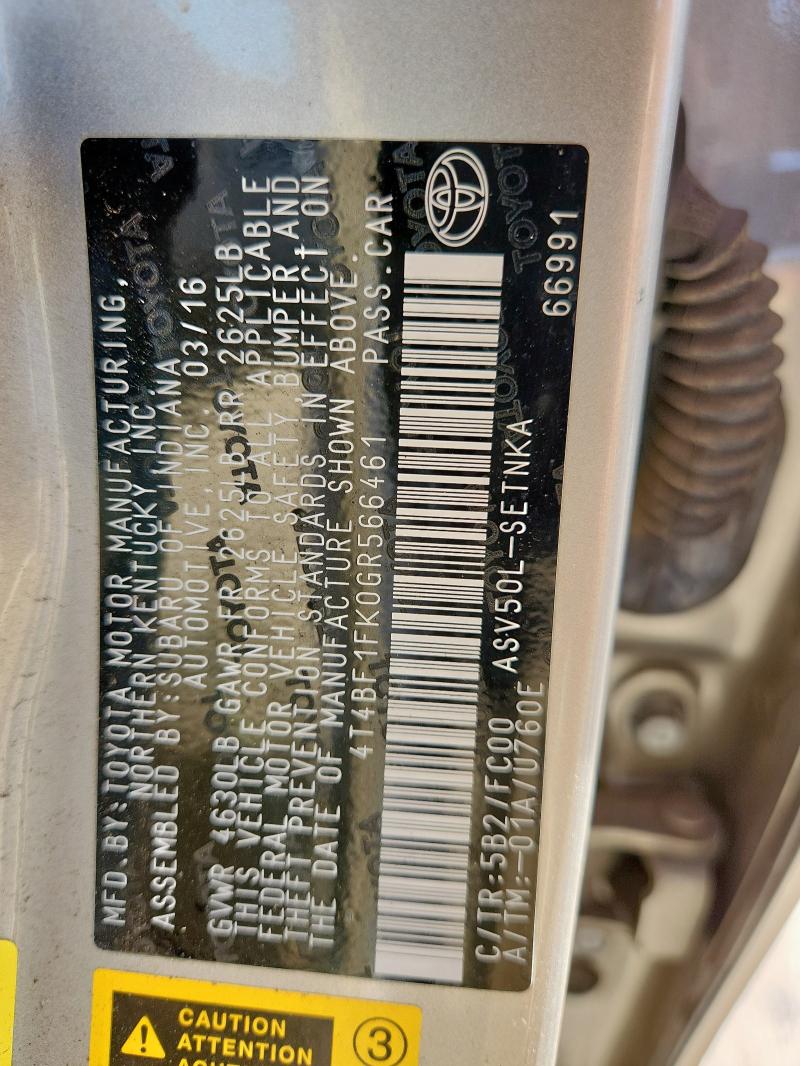 MFD.BY:TOYOTA MOTOR MANUFACTURING,
NORTHERN KENTUCKY INC.
ASSEMBLED BY:SUBARU OF INDIANA
AUTOMOTIVE,INC. 03/16
GVWR 4630LB GAWR FR 2625LB RR 2625LB
THIS VEHICLE CONFORMS TO ALL APPLICABLE
FEDERAL MOTOR VEHICLE SAFETY,BUMPER,AND
THEFT PREVENTION STANDARDS IN EFFECT ON
THE DATE OF MANUFACTURE SHOWN ABOVE.
4T4BF1FK0GR566461 PASS.CAR
C/TR:5B2/FC00 ASV50L-SETNKA
A/TM:-01A/U760E 66991
CAUTION
ATTENTION
3